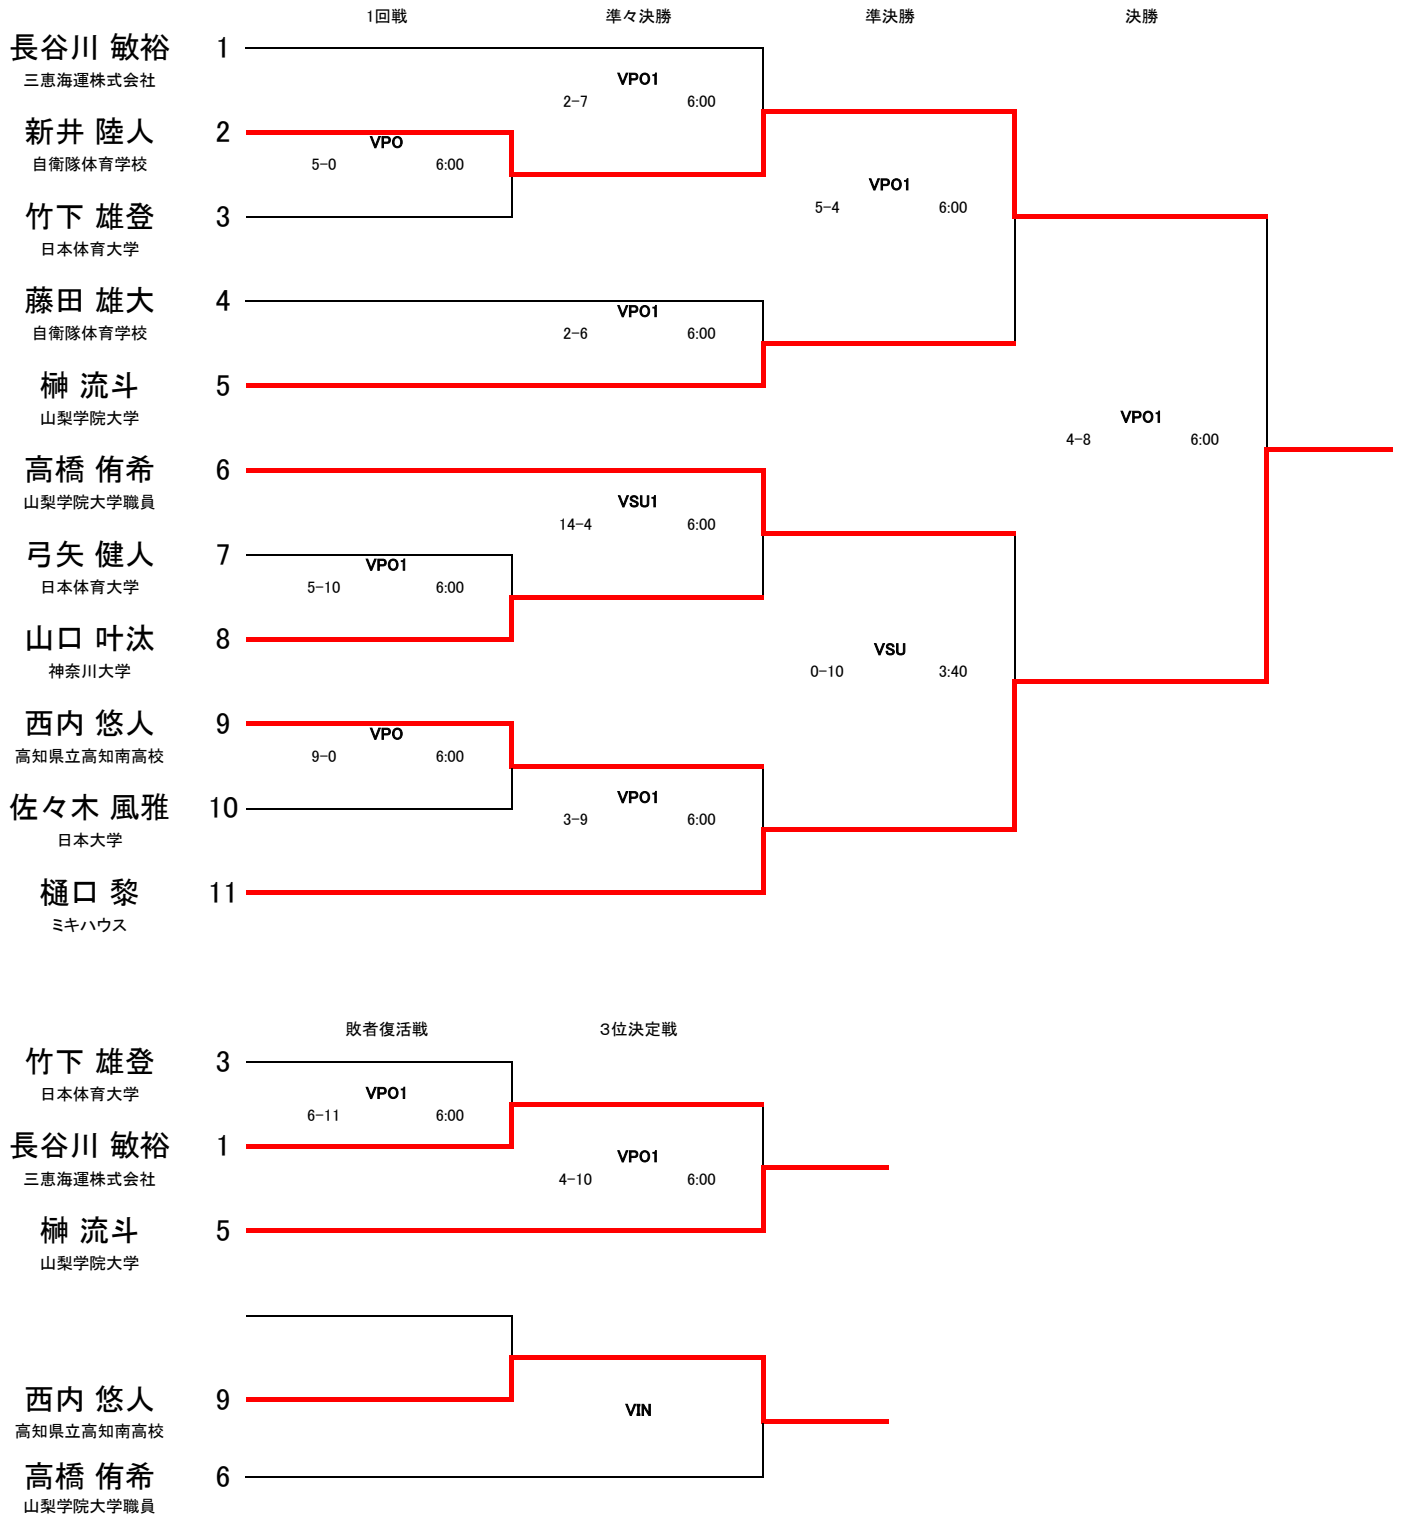 1回戦 準々決勝 準決勝 決勝
長谷川 敏裕 1
三恵海運株式会社
VPO1
2-7 6:00
新井 陸人 2
自衛隊体育学校
VPO
5-0 6:00
VPO1
5-4 6:00
竹下 雄登 3
日本体育大学
藤田 雄大 4
自衛隊体育学校
VPO1
2-6 6:00
榊 流斗 5
山梨学院大学
VPO1
4-8 6:00
高橋 侑希 6
山梨学院大学職員
VSU1
14-4 6:00
弓矢 健人 7
日本体育大学
VPO1
5-10 6:00
山口 叶汰 8
神奈川大学
VSU
0-10 3:40
西内 悠人 9
高知県立高知南高校
VPO
9-0 6:00
佐々木 風雅 10
日本大学
VPO1
3-9 6:00
樋口 黎 11
ミキハウス
敗者復活戦 3位決定戦
竹下 雄登 3
日本体育大学
VPO1
6-11 6:00
長谷川 敏裕 1
三恵海運株式会社
VPO1
4-10 6:00
榊 流斗 5
山梨学院大学
西内 悠人 9
高知県立高知南高校
VIN
高橋 侑希 6
山梨学院大学職員